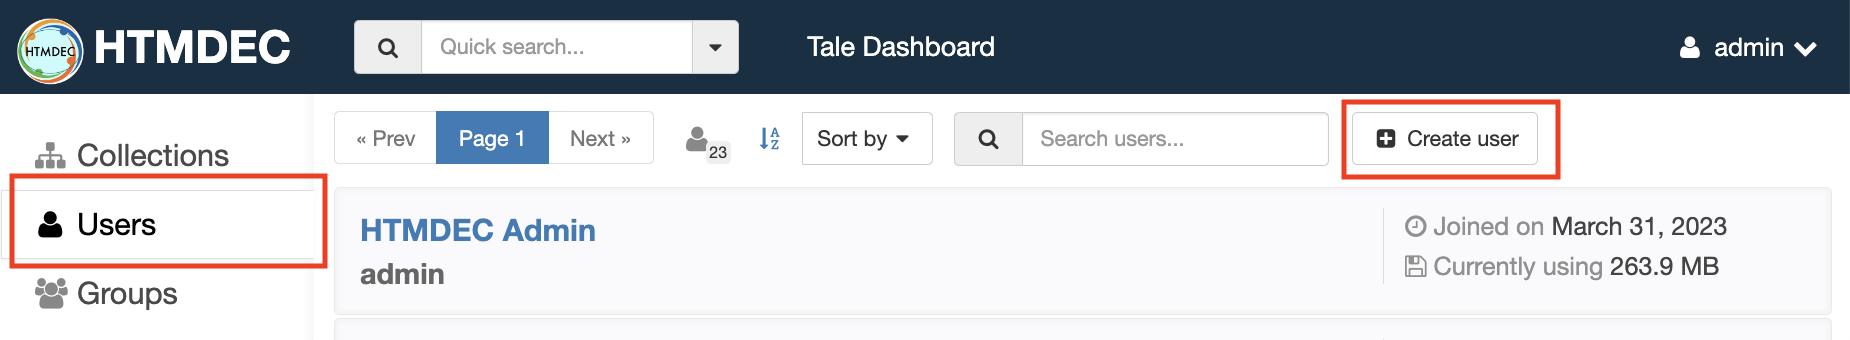 HTMDEC HTMDEC Quick search... Tale Dashboard admin
« Prev Page 1 Next » 23 A Z Sort by Search users... Create user
Collections
Users
Groups
HTMDEC Admin
admin
Joined on March 31, 2023
Currently using 263.9 MB